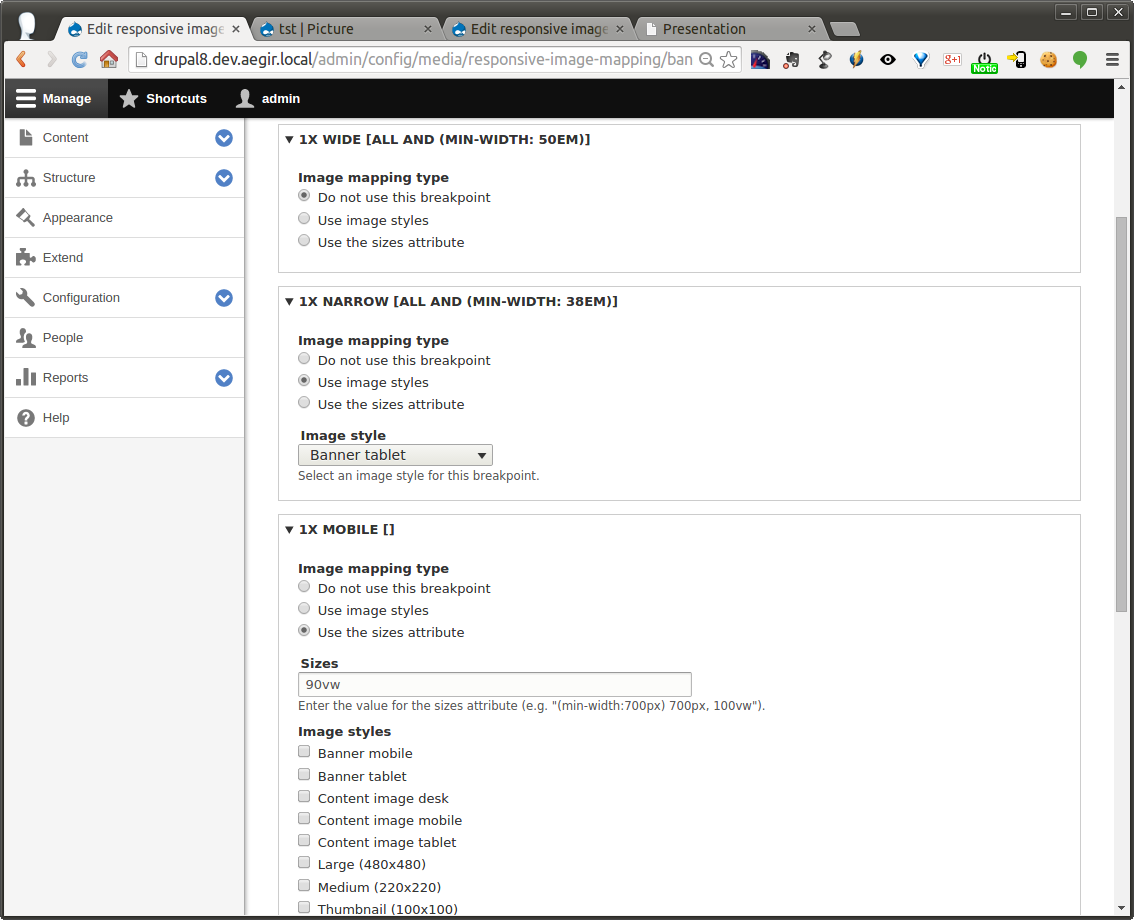 Edit responsive image
tst | Picture
Edit responsive image
Presentation
drupal8.dev.aegir.local/admin/config/media/responsive-image-mapping/ban
g+1
Notic
Manage
Shortcuts
admin
Content
Structure
Appearance
Extend
Configuration
People
Reports
Help
1X WIDE [ALL AND (MIN-WIDTH: 50EM)]
Image mapping type
Do not use this breakpoint
Use image styles
Use the sizes attribute
1X NARROW [ALL AND (MIN-WIDTH: 38EM)]
Image mapping type
Do not use this breakpoint
Use image styles
Use the sizes attribute
Image style
Banner tablet
Select an image style for this breakpoint.
1X MOBILE []
Image mapping type
Do not use this breakpoint
Use image styles
Use the sizes attribute
Sizes
90vw
Enter the value for the sizes attribute (e.g. "(min-width:700px) 700px, 100vw").
Image styles
Banner mobile
Banner tablet
Content image desk
Content image mobile
Content image tablet
Large (480x480)
Medium (220x220)
Thumbnail (100x100)